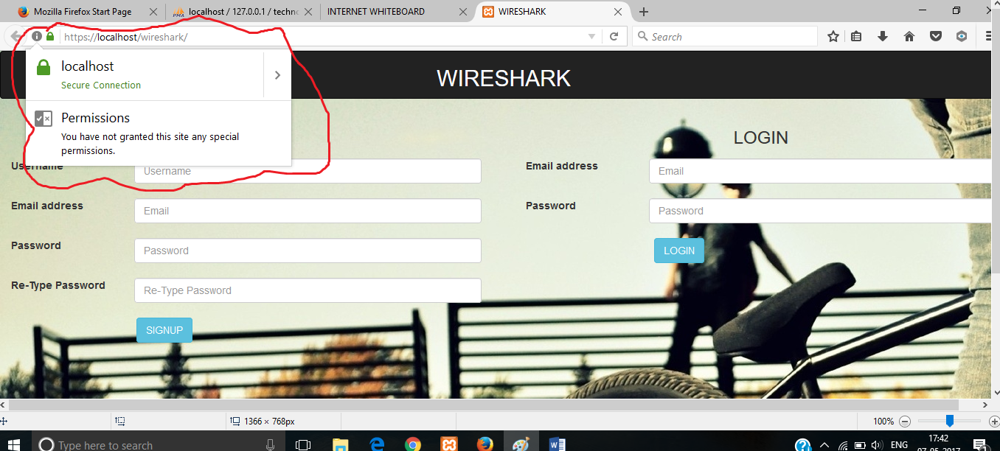 Mozilla Firefox Start Page
localhost / 127.0.0.1 / techno
INTERNET WHITEBOARD
WIRESHARK
https://localhost/wireshark/
Search
localhost
Secure Connection
Permissions
You have not granted this site any special
permissions.
WIRESHARK
Username
Username
Email address
Email
Password
Password
Re-Type Password
Re-Type Password
SIGNUP
LOGIN
Email address
Email
Password
Password
LOGIN
1366 × 768px
100%
Type here to search
ENG
17:42
07-05-2017